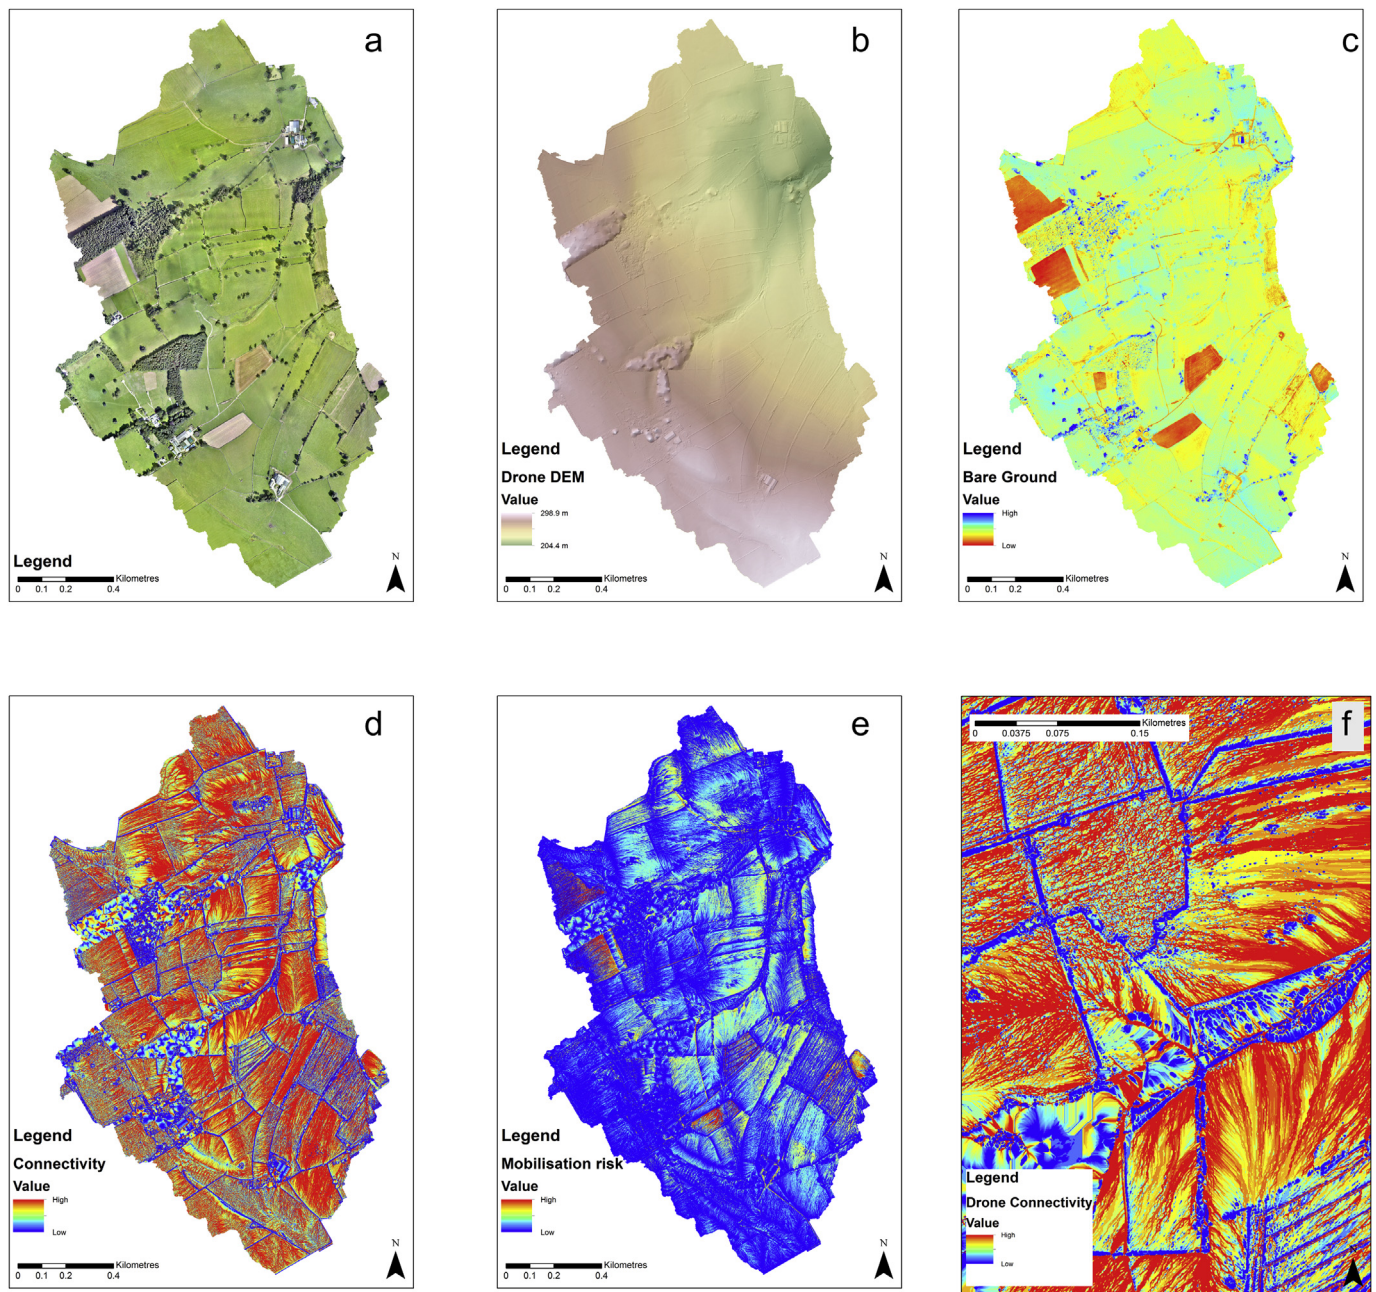 a
Legend
Kilometres
0 0.1 0.2 0.4
N
b
Legend
Drone DEM
Value
298.9 m
204.4 m
Kilometres
0 0.1 0.2 0.4
N
c
Legend
Bare Ground
Value
High
Low
Kilometres
0 0.1 0.2 0.4
N
d
Legend
Connectivity
Value
High
Low
Kilometres
0 0.1 0.2 0.4
N
e
Legend
Mobilisation risk
Value
High
Low
Kilometres
0 0.1 0.2 0.4
N
f
Kilometres
0 0.0375 0.075 0.15
Legend
Drone Connectivity
Value
High
Low
N